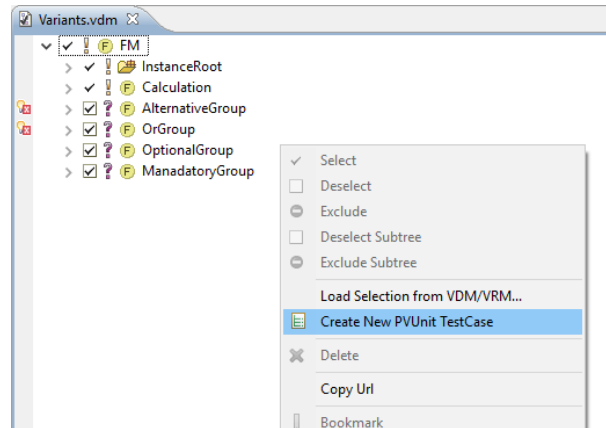 Variants.vdm
FM
InstanceRoot
Calculation
AlternativeGroup
OrGroup
OptionalGroup
ManadatoryGroup
Select
Deselect
Exclude
Deselect Subtree
Exclude Subtree
Load Selection from VDM/VRM...
Create New PVUnit TestCase
Delete
Copy Url
Bookmark